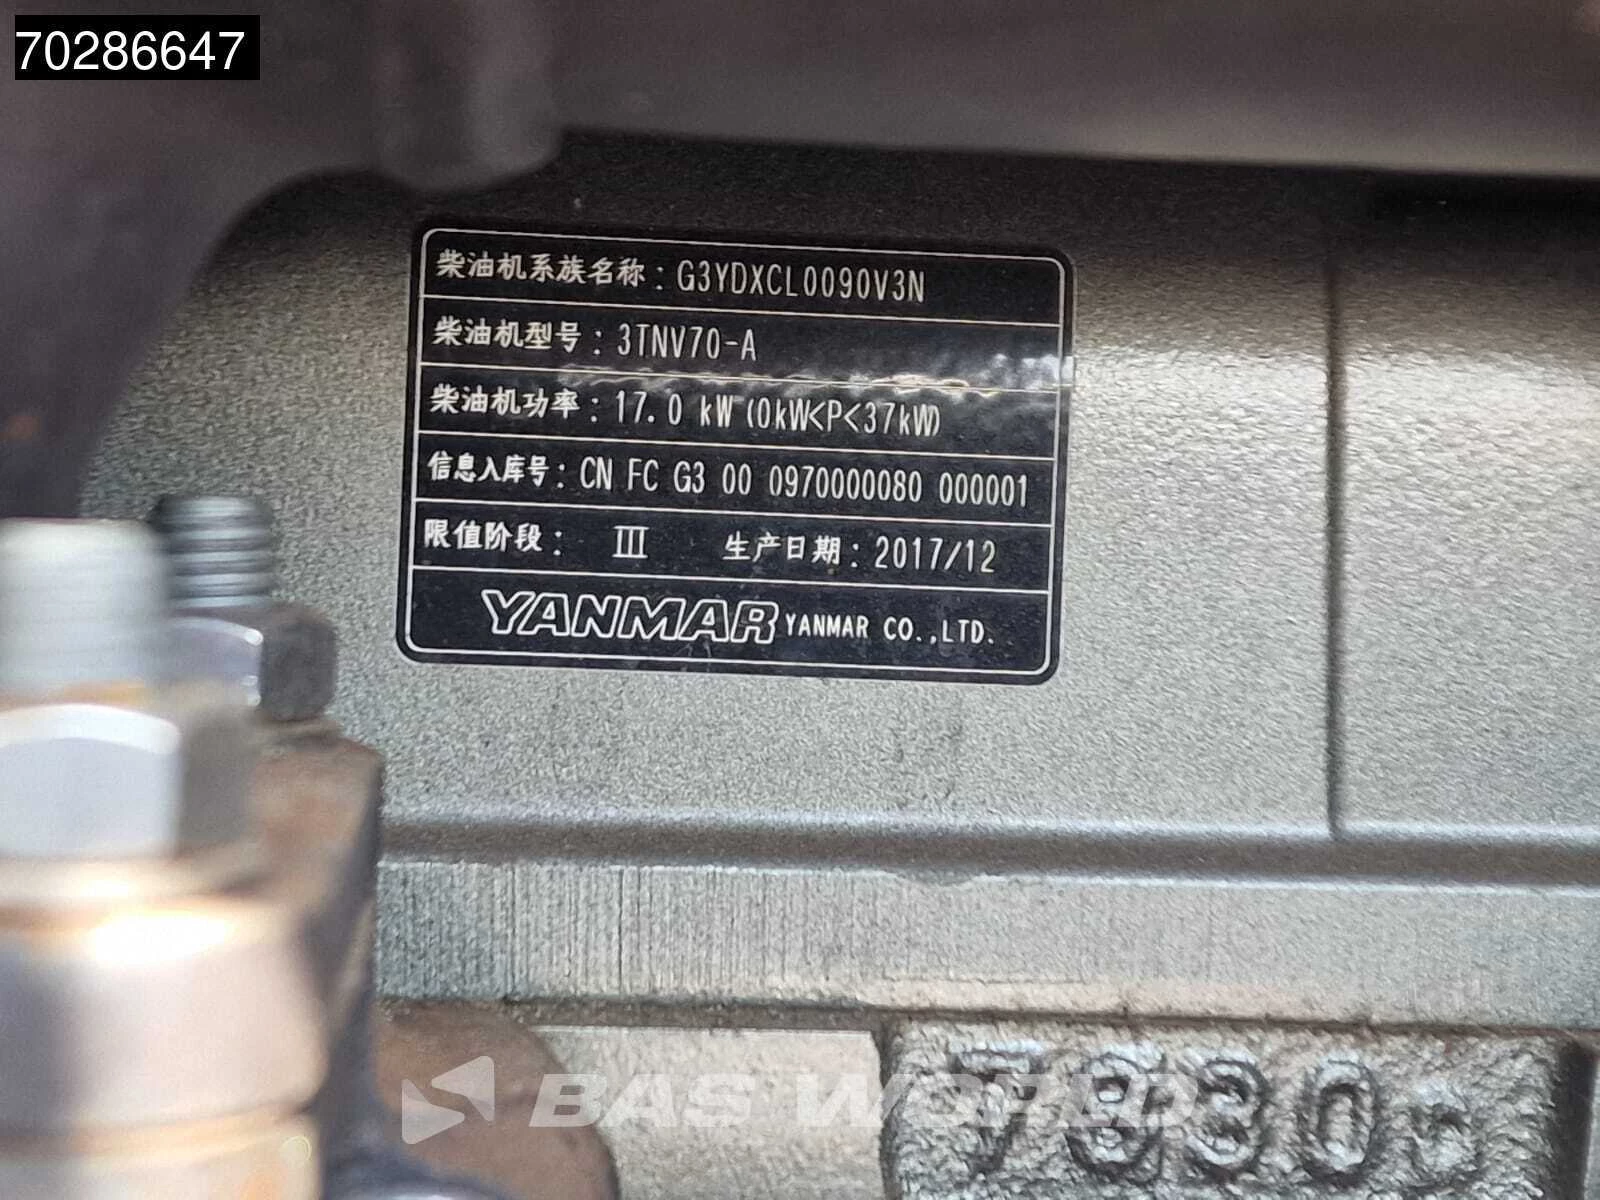 70286647
柴油机系族名称：G3YDXCL0090V3N
柴油机型号：3TNV70-A
柴油机功率：17.0 kW (0kW<P<37kW)
信息入库号：CN FC G3 00 0970000080 000001
限值阶段： III 生产日期：2017/12
YANMAR YANMAR CO.,LTD.
BAS WORLD